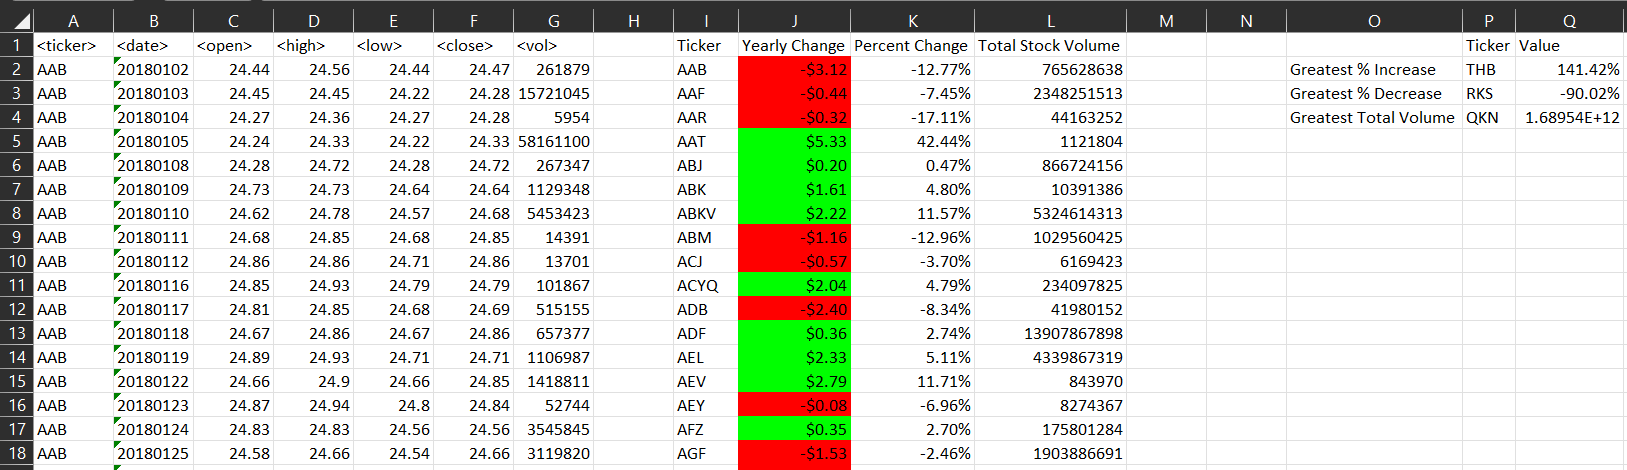 A B C D E F G H I J K L M N O P Q
1 <ticker> <date> <open> <high> <low> <close> <vol> Ticker Yearly Change Percent Change Total Stock Volume Ticker Value
2 AAB 20180102 24.44 24.56 24.44 24.47 261879 AAB -$3.12 -12.77% 765628638 Greatest % Increase THB 141.42%
3 AAB 20180103 24.45 24.45 24.22 24.28 15721045 AAF -$0.44 -7.45% 2348251513 Greatest % Decrease RKS -90.02%
4 AAB 20180104 24.27 24.36 24.27 24.28 5954 AAR -$0.32 -17.11% 44163252 Greatest Total Volume QKN 1.68954E+12
5 AAB 20180105 24.24 24.33 24.22 24.33 58161100 AAT $5.33 42.44% 1121804
6 AAB 20180108 24.28 24.72 24.28 24.72 267347 ABJ $0.20 0.47% 866724156
7 AAB 20180109 24.73 24.73 24.64 24.64 1129348 ABK $1.61 4.80% 10391386
8 AAB 20180110 24.62 24.78 24.57 24.68 5453423 ABKV $2.22 11.57% 5324614313
9 AAB 20180111 24.68 24.85 24.68 24.85 14391 ABM -$1.16 -12.96% 1029560425
10 AAB 20180112 24.86 24.86 24.71 24.86 13701 ACJ -$0.57 -3.70% 6169423
11 AAB 20180116 24.85 24.93 24.79 24.79 101867 ACYQ $2.04 4.79% 234097825
12 AAB 20180117 24.81 24.85 24.68 24.69 515155 ADB -$2.40 -8.34% 41980152
13 AAB 20180118 24.67 24.86 24.67 24.86 657377 ADF $0.36 2.74% 13907867898
14 AAB 20180119 24.89 24.93 24.71 24.71 1106987 AEL $2.33 5.11% 4339867319
15 AAB 20180122 24.66 24.9 24.66 24.85 1418811 AEV $2.79 11.71% 843970
16 AAB 20180123 24.87 24.94 24.8 24.84 52744 AEY -$0.08 -6.96% 8274367
17 AAB 20180124 24.83 24.83 24.56 24.56 3545845 AFZ $0.35 2.70% 175801284
18 AAB 20180125 24.58 24.66 24.54 24.66 3119820 AGF -$1.53 -2.46% 1903886691